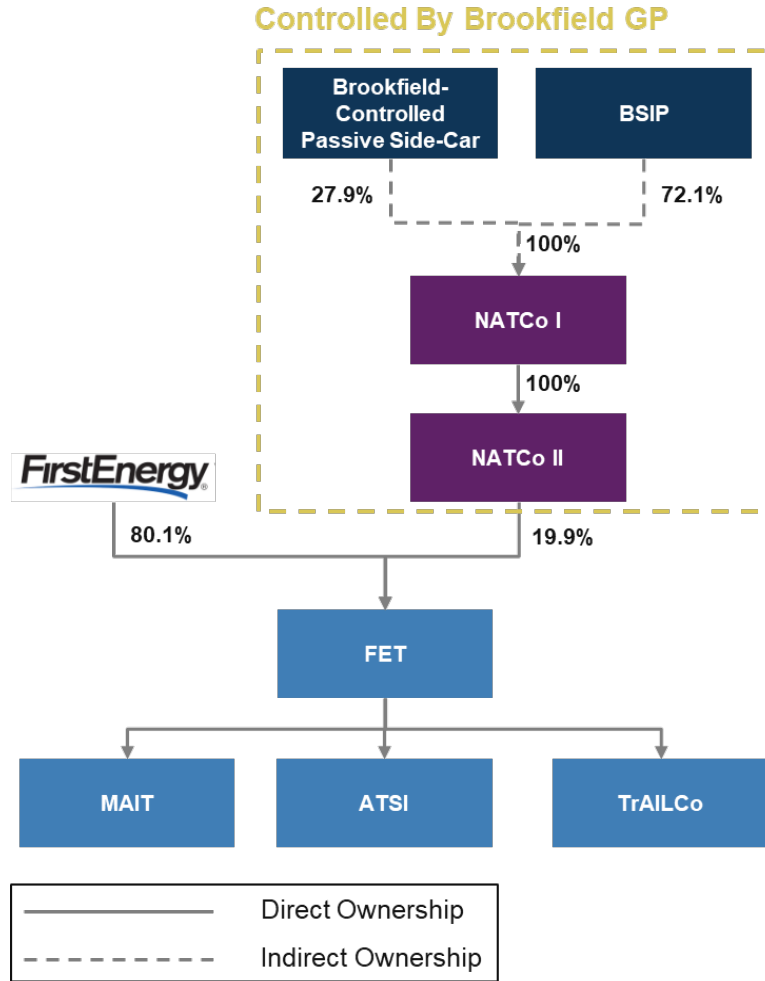 Controlled By Brookfield GP
Brookfield-
Controlled
Passive Side-Car
BSIP
27.9%
72.1%
100%
NATCo I
100%
NATCo II
FirstEnergy®
80.1%
19.9%
FET
MAIT
ATSI
TrAILCo
Direct Ownership
Indirect Ownership